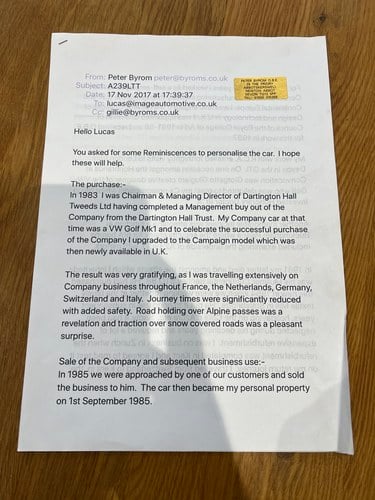 From: Peter Byrom peter@byroms.co.uk
Subject: A239LTT
Date: 17 Nov 2017 at 17:39:37
To: lucas@imageautomotive.co.uk
Cc: gillie@byroms.co.uk
PETER BYROM O.B.E.
Hello Lucas
You asked for some Reminiscences to personalise the car. I hope
these will help.
The purchase:-
In 1983 I was Chairman & Managing Director of Dartington Hall
Tweeds Ltd having completed a Management buy out of the
Company from the Dartington Hall Trust. My Company car at that
time was a VW Golf Mk1 and to celebrate the successful purchase
of the Company I upgraded to the Campaign model which was
then newly available in U.K.
The result was very gratifying, as I was travelling extensively on
Company business throughout France, the Netherlands, Germany,
Switzerland and Italy. Journey times were significantly reduced
with added safety. Road holding over Alpine passes was a
revelation and traction over snow covered roads was a pleasant
surprise.
Sale of the Company and subsequent business use:-
In 1985 we were approached by one of our customers and sold
the business to him. The car then became my personal property
on 1st September 1985.